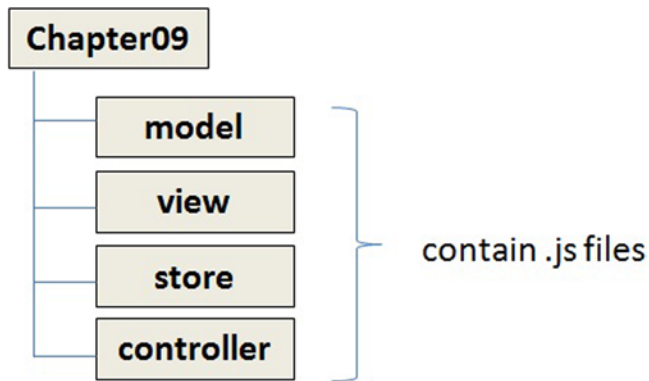 Chapter09
model
view
store
controller
contain .js files